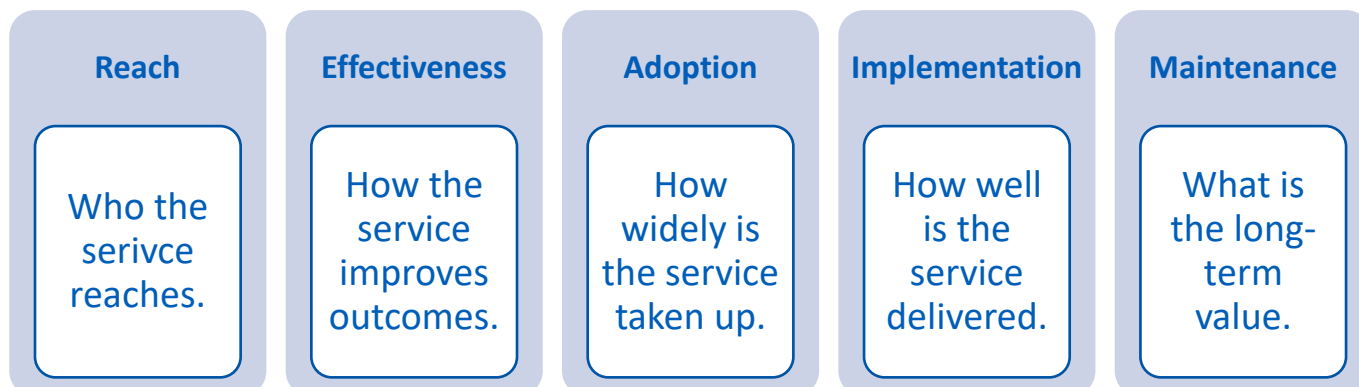 Reach
Who the
serivce
reaches.
Effectiveness
How the
service
improves
outcomes.
Adoption
How
widely is
the service
taken up.
Implementation
How well
is the
service
delivered.
Maintenance
What is
the long-
term
value.